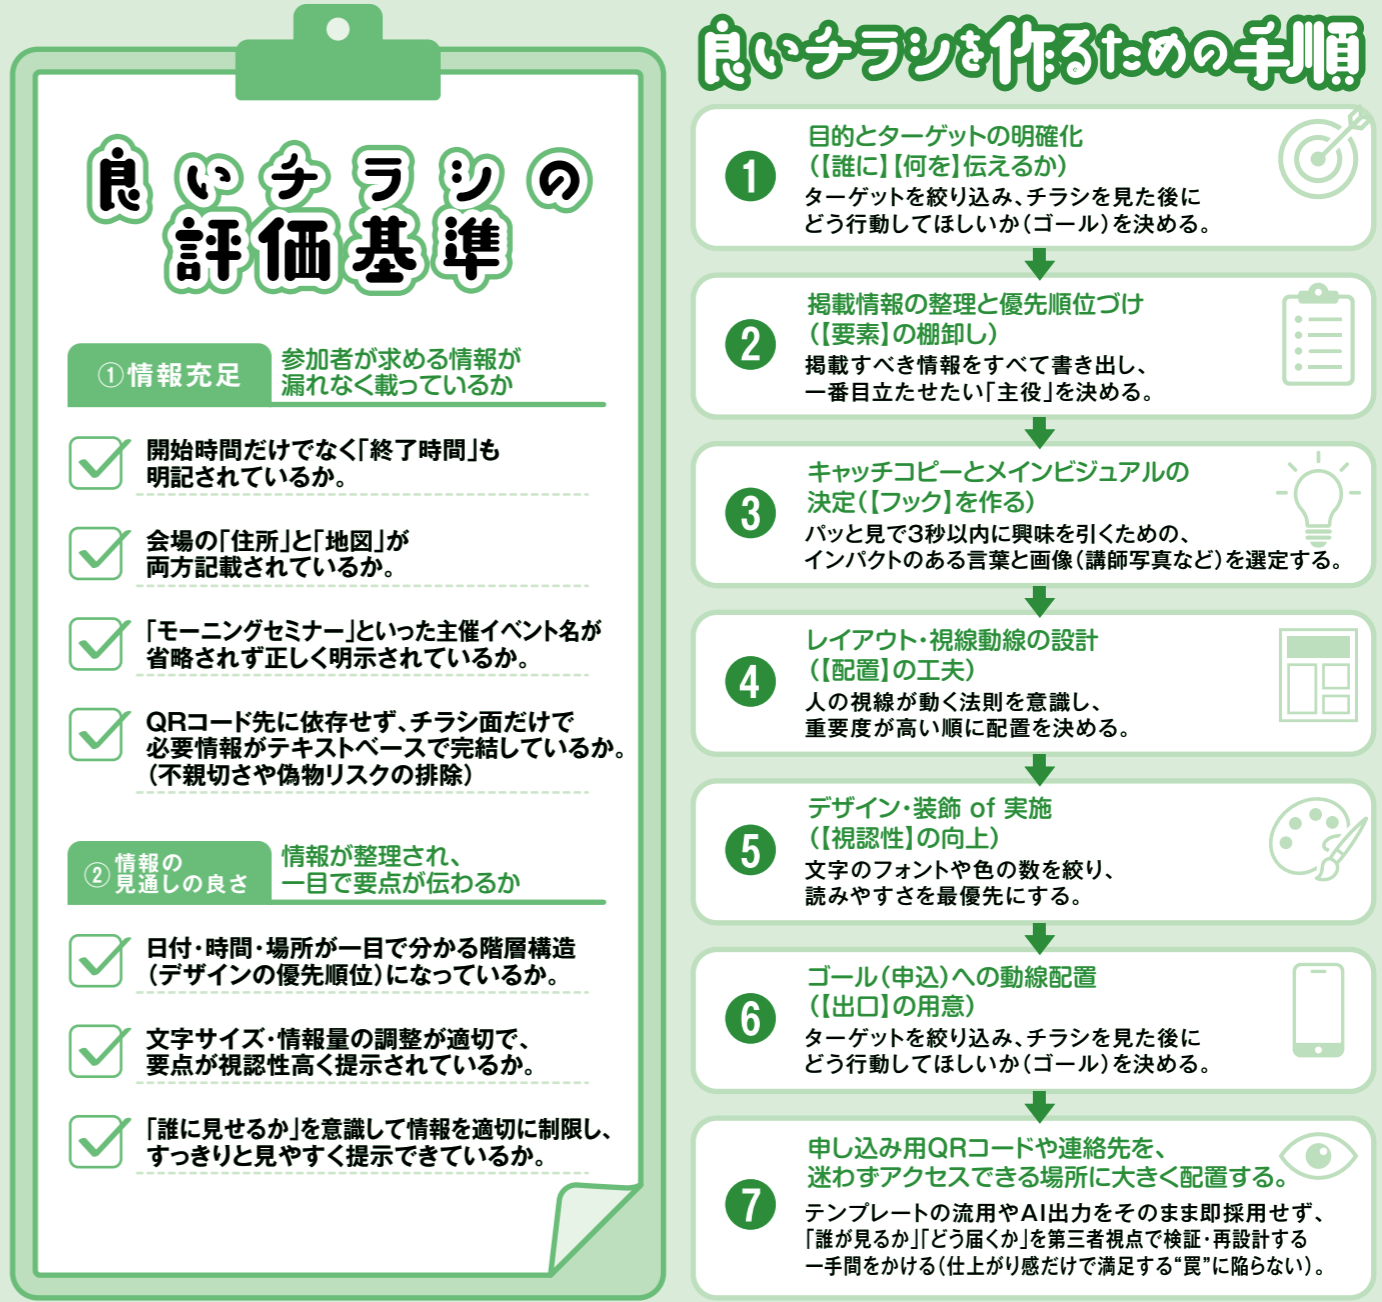 良いチラシの
評価基準
①情報充足
参加者が求める情報が
漏れなく載っているか
開始時間だけでなく「終了時間」も
明記されているか。
会場の「住所」と「地図」が
両方記載されているか。
「モーニングセミナー」といった主催イベント名が
省略されず正しく明示されているか。
QRコード先に依存せず、チラシ面だけで
必要情報がテキストベースで完結しているか。
（不親切さや偽物リスクの排除）
②情報の
見通しの良さ
情報が整理され、
一目で要点が伝わるか
日付・時間・場所が一目で分かる階層構造
（デザインの優先順位）になっているか。
文字サイズ・情報量の調整が適切で、
要点が視認性高く提示されているか。
「誰に見せるか」を意識して情報を適切に制限し、
すっきりと見やすく提示できているか。
良いチラシを作るための手順
1
目的とターゲットの明確化
（【誰に】【何を】伝えるか）
ターゲットを絞り込み、チラシを見た後に
どう行動してほしいか（ゴール）を決める。
2
掲載情報の整理と優先順位づけ
（【要素】の棚卸し）
掲載すべき情報をすべて書き出し、
一番目立たせたい「主役」を決める。
3
キャッチコピーとメインビジュアルの
決定（【フック】を作る）
パッと見で3秒以内に興味を引くための、
インパクトのある言葉と画像（講師写真など）を選定する。
4
レイアウト・視線動線の設計
（【配置】の工夫）
人の視線が動く法則を意識し、
重要度が高い順に配置を決める。
5
デザイン・装飾 of 実施
（【視認性】の向上）
文字のフォントや色の数を絞り、
読みやすさを最優先にする。
6
ゴール（申込）への動線配置
（【出口】の用意）
ターゲットを絞り込み、チラシを見た後に
どう行動してほしいか（ゴール）を決める。
7
申し込み用QRコードや連絡先を、
迷わずアクセスできる場所に大きく配置する。
テンプレートの流用やAI出力をそのまま即採用せず、
「誰が見るか」「どう届くか」を第三者視点で検証・再設計する
一手間をかける（仕上がり感だけで満足する“罠”に陥らない）。